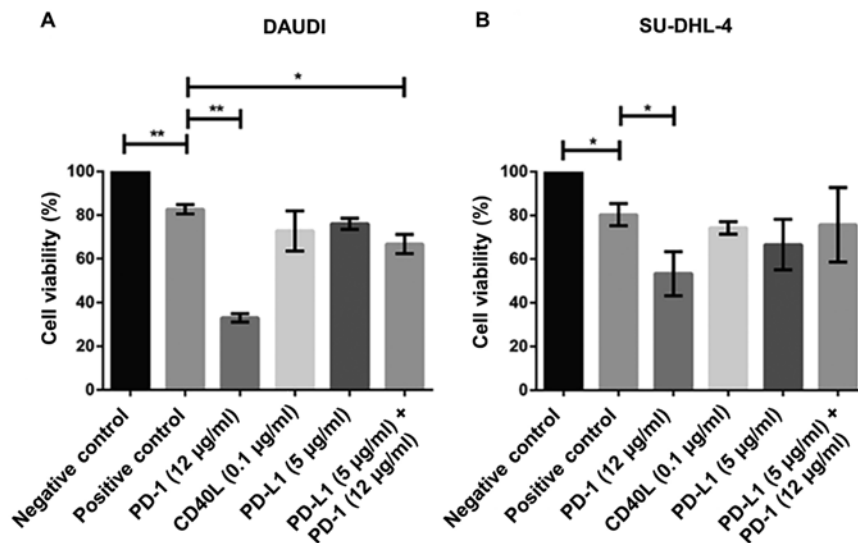 A
DAUDI
*
**
**
Cell viability (%)
100
80
60
40
20
0
Negative control
Positive control
PD-1 (12 µg/ml)
CD40L (0.1 µg/ml)
PD-L1 (5 µg/ml)
PD-L1 (5 µg/ml) +
PD-1 (12 µg/ml)
B
SU-DHL-4
*
*
Cell viability (%)
100
80
60
40
20
0
Negative control
Positive control
PD-1 (12 µg/ml)
CD40L (0.1 µg/ml)
PD-L1 (5 µg/ml)
PD-L1 (5 µg/ml) +
PD-1 (12 µg/ml)